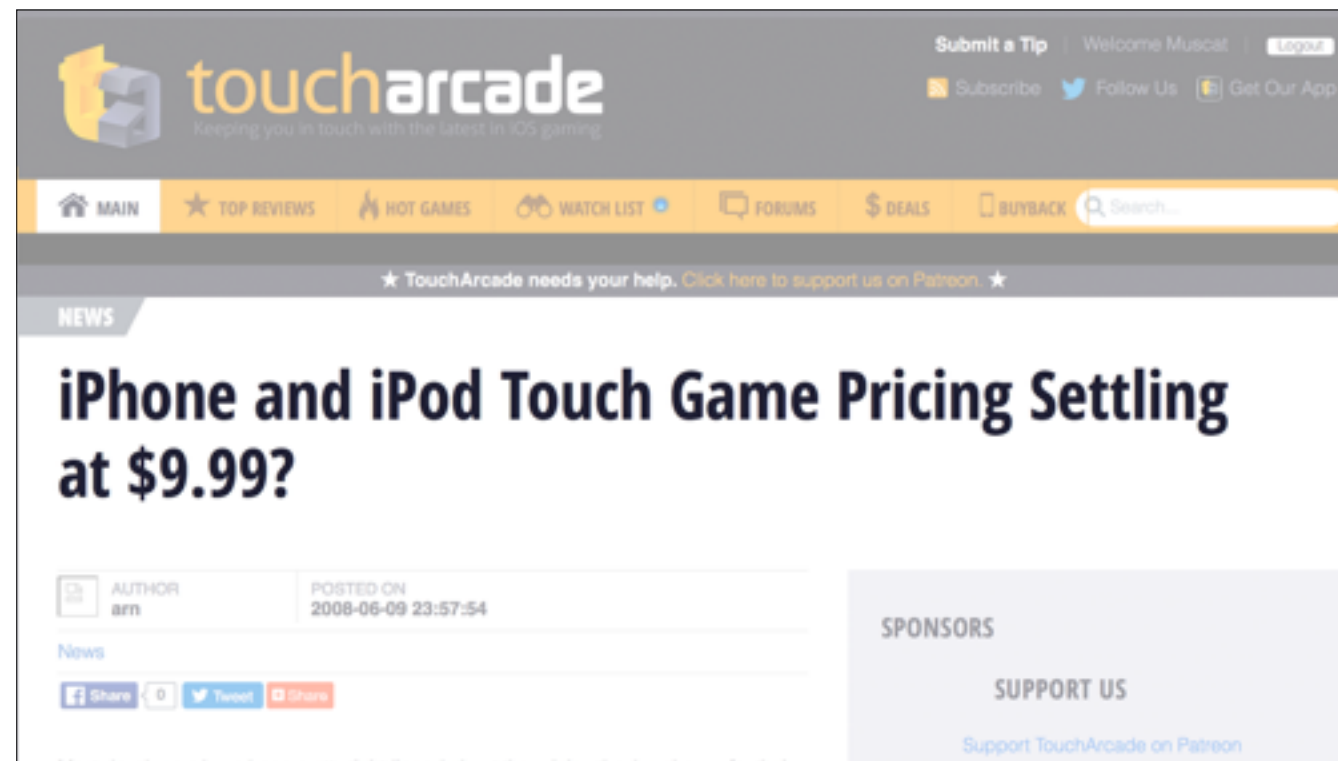 Submit a Tip | Welcome Muscat | Logout
toucharcade
Keeping you in touch with the latest in iOS gaming
Subscribe Follow Us Get Our App
MAIN TOP REVIEWS HOT GAMES WATCH LIST FORUMS $ DEALS BUYBACK Search...
★ TouchArcade needs your help. Click here to support us on Patreon. ★
NEWS
iPhone and iPod Touch Game Pricing Settling
at $9.99?
AUTHOR
arn
POSTED ON
2008-06-09 23:57:54
News
Share 0 Tweet Share
SPONSORS
SUPPORT US
Support TouchArcade on Patreon